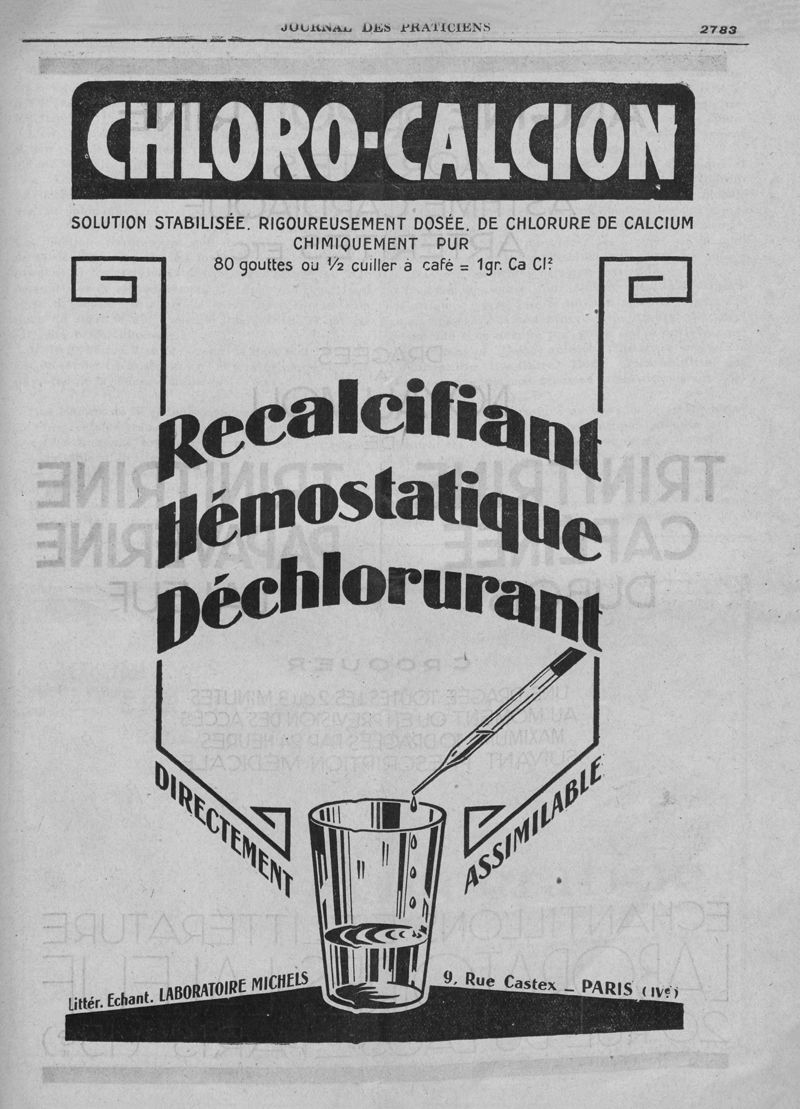 JOURNAL DES PRATICIENS
2783
CHLORO-CALCION
SOLUTION STABILISÉE. RIGOUREUSEMENT DOSÉE. DE CHLORURE DE CALCIUM
CHIMIQUEMENT PUR
80 gouttes ou ½ cuiller à café = 1gr. Ca Cl²
Recalcifiant
Hémostatique
Déchlorurant
DIRECTEMENT
ASSIMILABLE
Littér. Echant. LABORATOIRE MICHELS
9, Rue Castex _ PARIS (IVe)